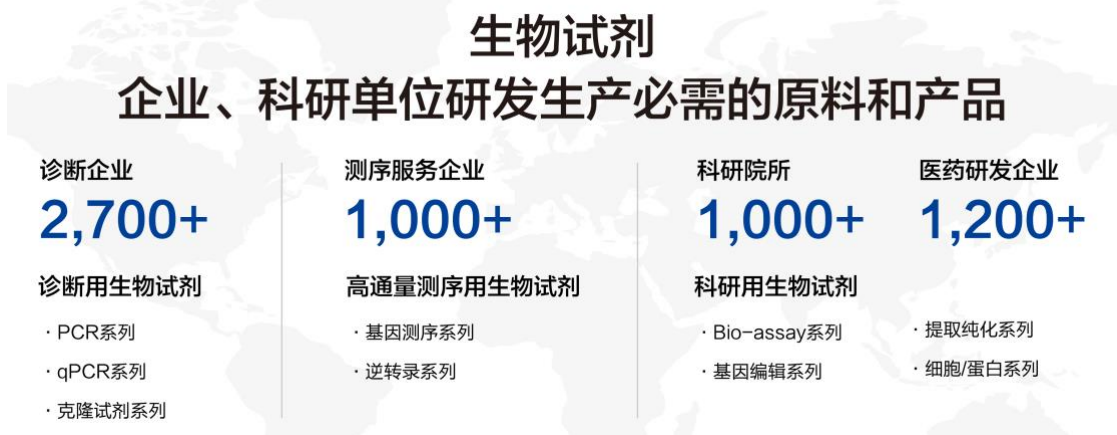 生物试剂
企业、科研单位研发生产必需的原料和产品
诊断企业
2,700+
诊断用生物试剂
· PCR系列
· qPCR系列
· 克隆试剂系列
测序服务企业
1,000+
高通量测序用生物试剂
· 基因测序系列
· 逆转录系列
科研院所
1,000+
医药研发企业
1,200+
科研用生物试剂
· Bio-assay系列
· 基因编辑系列
· 提取纯化系列
· 细胞/蛋白系列